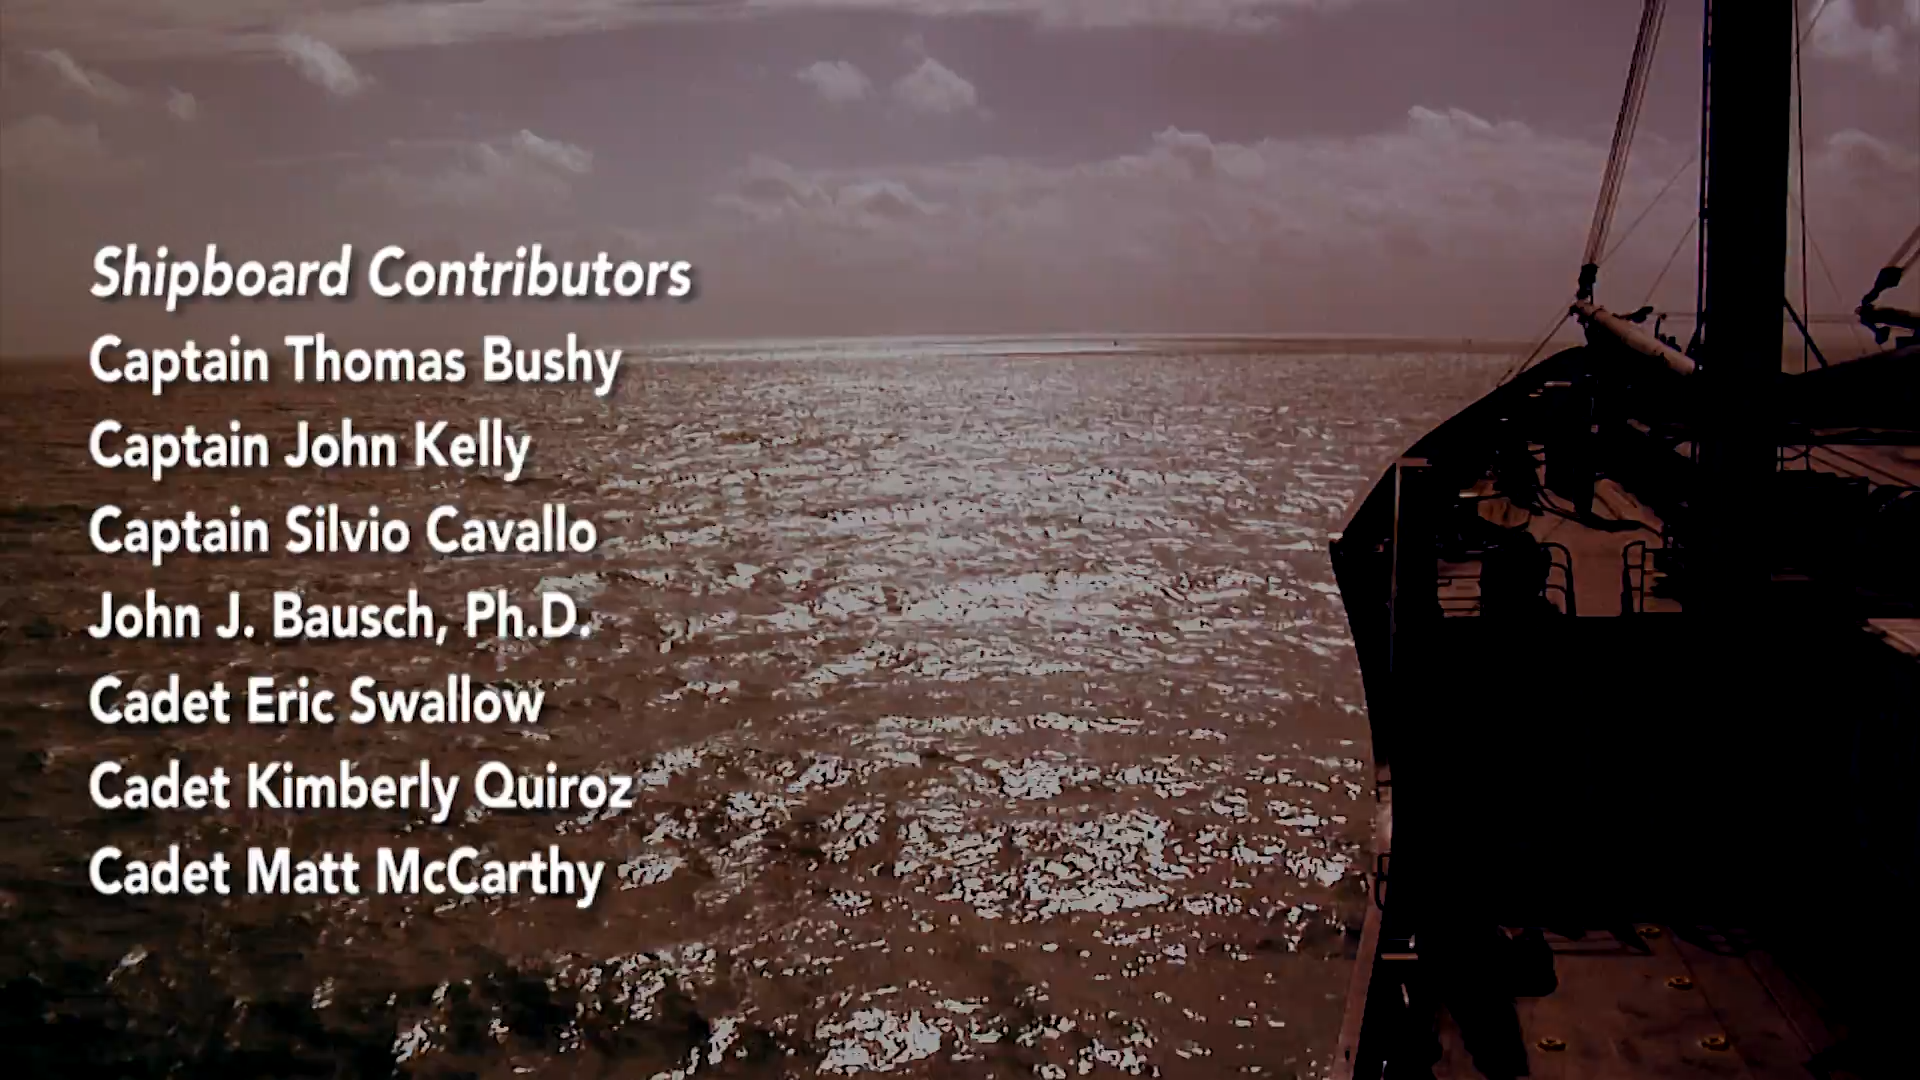 Shipboard Contributors
Captain Thomas Bushy
Captain John Kelly
Captain Silvio Cavallo
John J. Bausch, Ph.D.
Cadet Eric Swallow
Cadet Kimberly Quiroz
Cadet Matt McCarthy